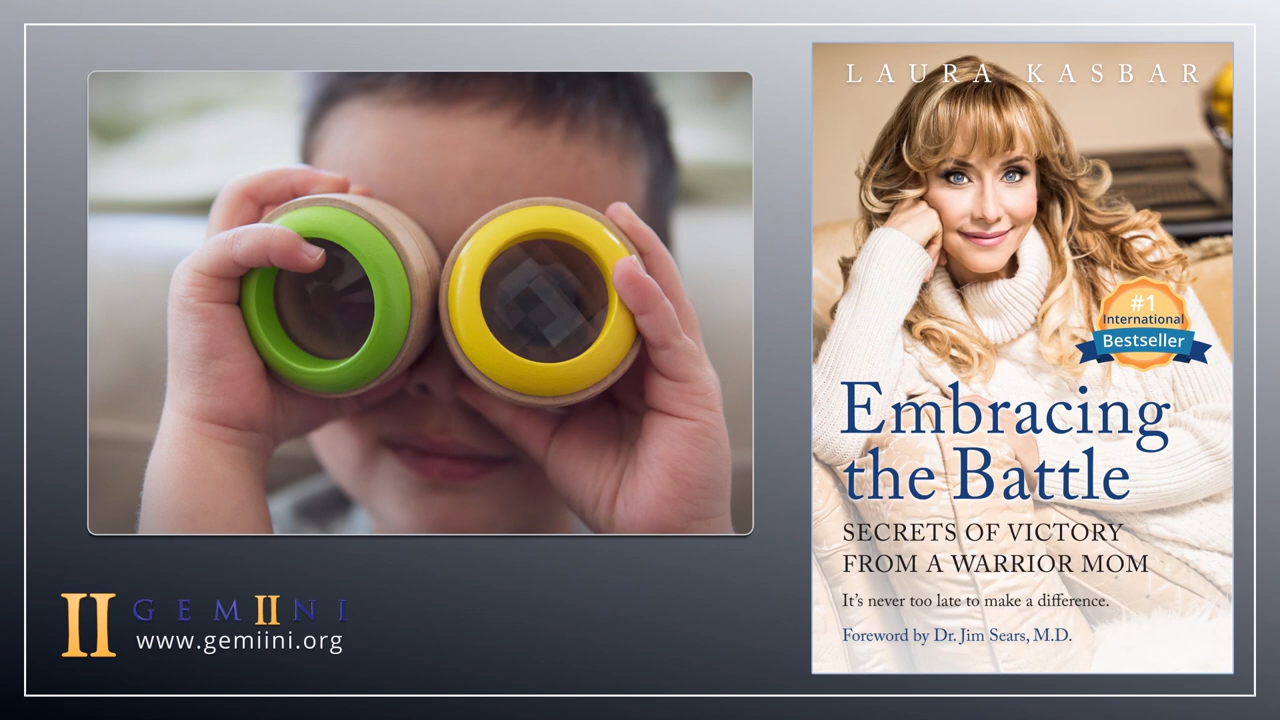 LAURA KASBAR
#1
International
Bestseller
Embracing
the Battle
SECRETS OF VICTORY
FROM A WARRIOR MOM
It's never too late to make a difference.
Foreword by Dr. Jim Sears, M.D.
II GEMIINI
www.gemiini.org